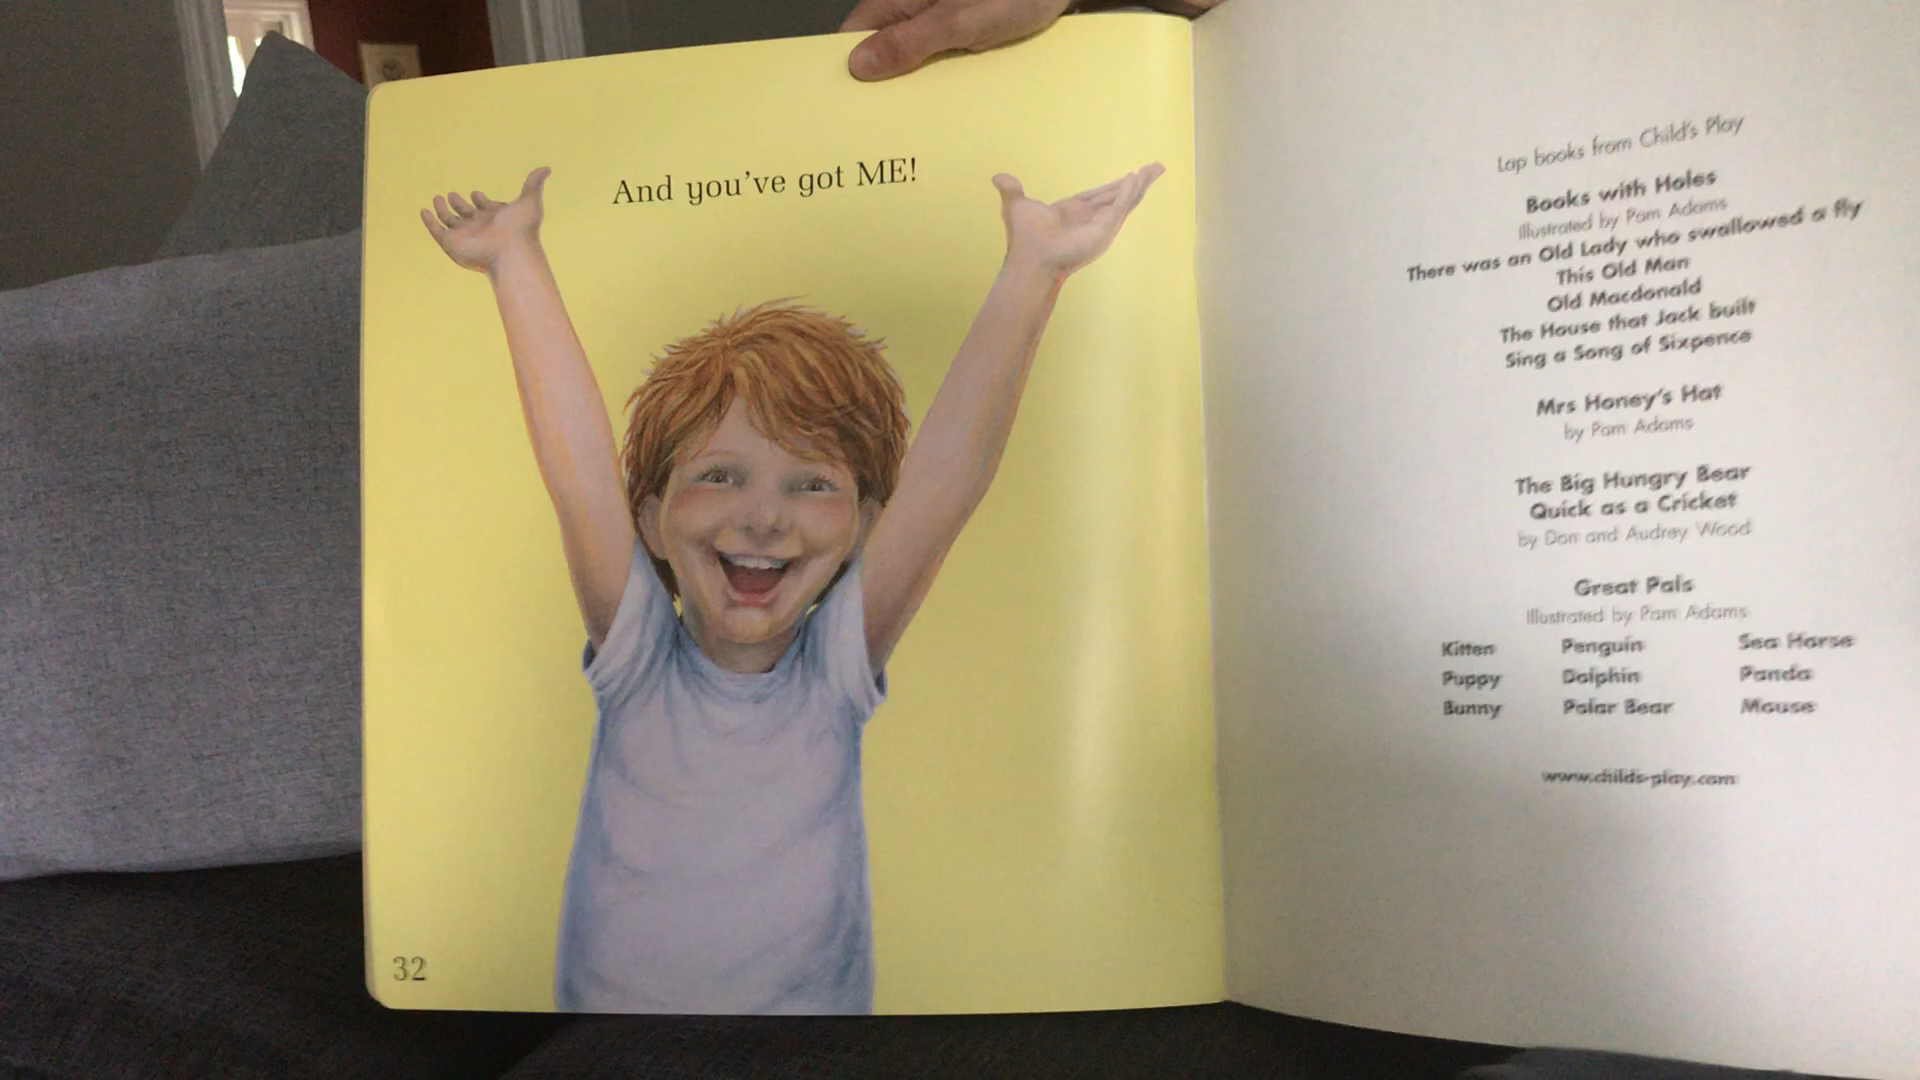 And you've got ME!
32
Lap books from Child's Play
Books with Holes
Illustrated by Pam Adams
There was an Old Lady who swallowed a fly
This Old Man
Old Macdonald
The House that Jack built
Sing a Song of Sixpence
Mrs Honey's Hat
by Pam Adams
The Big Hungry Bear
Quick as a Cricket
by Don and Audrey Wood
Great Pals
Illustrated by Pam Adams
Kitten Penguin Sea Horse
Puppy Dolphin Panda
Bunny Polar Bear Mouse
www.childs-play.com